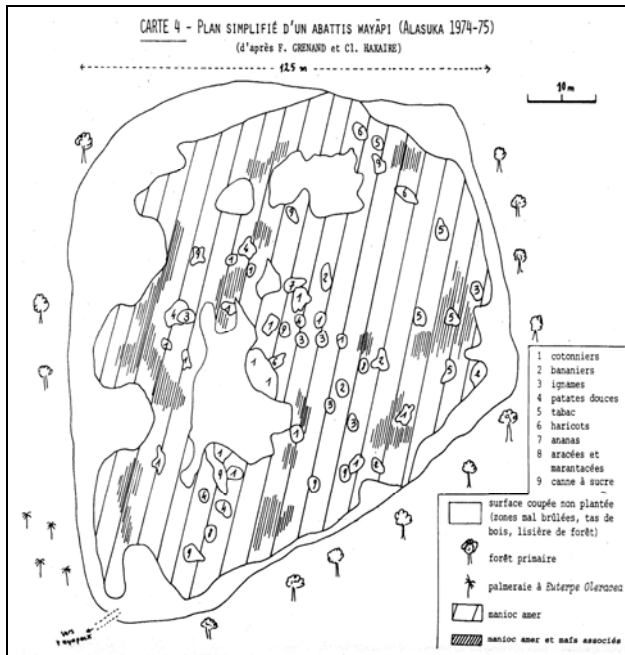 CARTE 4 - PLAN SIMPLIFIÉ D'UN ABATTIS WAYÃPI (ALASUKA 1974-75)
(d'après F. GRENAND et Cl. HAXAIRE)
125 m
10 m
1 cotonniers
2 bananiers
3 ignames
4 patates douces
5 tabac
6 haricots
7 ananas
8 aracées et
marantacées
9 canne à sucre
surface coupée non plantée
(zones mal brûlées, tas de
bois, lisière de forêt)
forêt primaire
palmeraie à Euterpe Oleracea
manioc amer
manioc amer et maïs associés
vers